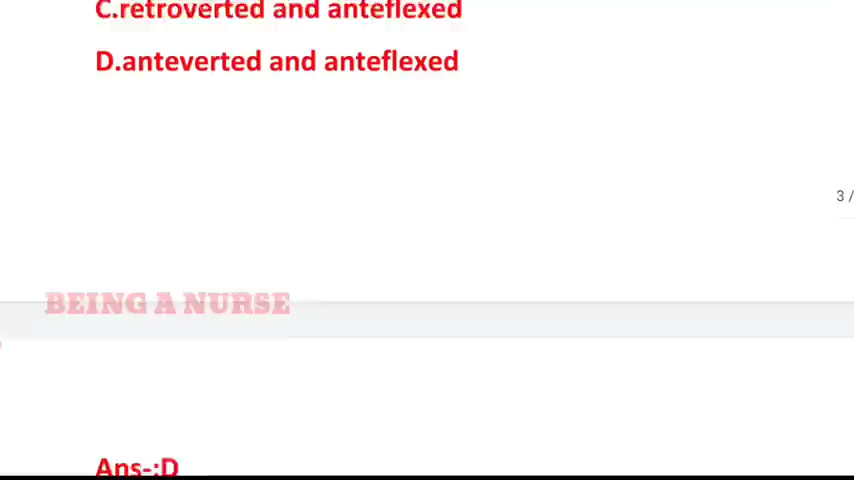 C.retroverted and anteflexed
D.anteverted and anteflexed
3 /
BEING A NURSE
Ans-:D